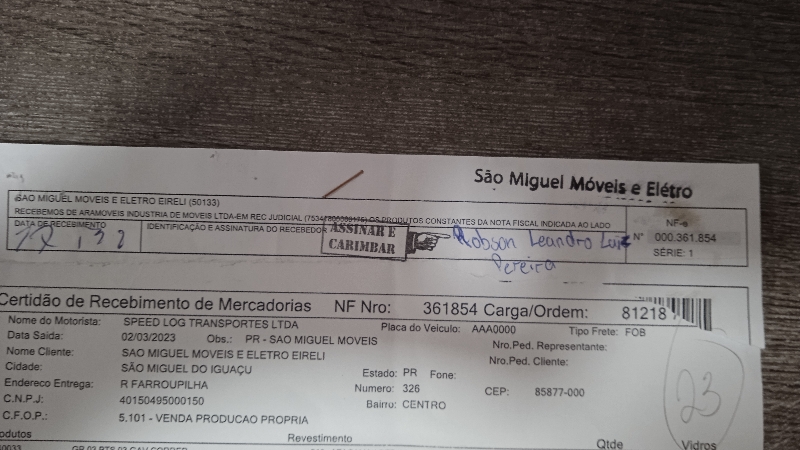 São Miguel Móveis e Elétro
SAO MIGUEL MOVEIS E ELETRO EIRELI (50133)
RECEBEMOS DE ARAMOVEIS INDUSTRIA DE MOVEIS LTDA-EM REC JUDICIAL OS PRODUTOS CONSTANTES DA NOTA FISCAL INDICADA AO LADO
NF-e
DATA DE RECEBIMENTO
IDENTIFICAÇÃO E ASSINATURA DO RECEBEDOR
ASSINAR E
CARIMBAR
Robson Leandro Luiz
Pereira
N° 000.361.854
SÉRIE: 1
Certidão de Recebimento de Mercadorias NF Nro: 361854 Carga/Ordem: 81218
Nome do Motorista: SPEED LOG TRANSPORTES LTDA Placa do Veiculo: AAA0000 Tipo Frete: FOB
Data Saida: 02/03/2023 Obs.: PR - SAO MIGUEL MOVEIS Nro.Ped. Representante:
Nome Cliente: SAO MIGUEL MOVEIS E ELETRO EIRELI Nro.Ped. Cliente:
Cidade: SÃO MIGUEL DO IGUAÇU Estado: PR Fone:
Endereco Entrega: R FARROUPILHA Numero: 326 CEP: 85877-000
C.N.P.J: 40150495000150 Bairro: CENTRO
C.F.O.P.: 5.101 - VENDA PRODUCAO PROPRIA
23
odutos Revestimento Qtde Vidros